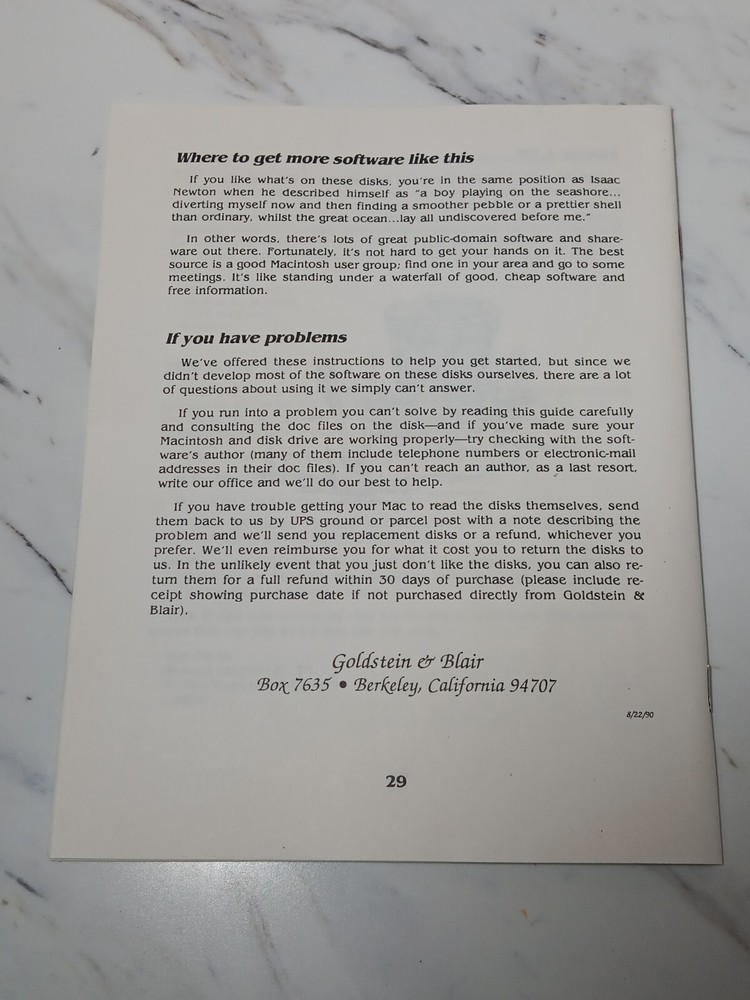 Where to get more software like this
If you like what's on these disks, you're in the same position as Isaac
Newton when he described himself as "a boy playing on the seashore...
diverting myself now and then finding a smoother pebble or a prettier shell
than ordinary, whilst the great ocean...lay all undiscovered before me."
In other words, there's lots of great public-domain software and share-
ware out there. Fortunately, it's not hard to get your hands on it. The best
source is a good Macintosh user group; find one in your area and go to some
meetings. It's like standing under a waterfall of good, cheap software and
free information.
If you have problems
We've offered these instructions to help you get started, but since we
didn't develop most of the software on these disks ourselves, there are a lot
of questions about using it we simply can't answer.
If you run into a problem you can't solve by reading this guide carefully
and consulting the doc files on the disk—and if you've made sure your
Macintosh and disk drive are working properly—try checking with the soft-
ware's author (many of them include telephone numbers or electronic-mail
addresses in their doc files). If you can't reach an author, as a last resort,
write our office and we'll do our best to help.
If you have trouble getting your Mac to read the disks themselves, send
them back to us by UPS ground or parcel post with a note describing the
problem and we'll send you replacement disks or a refund, whichever you
prefer. We'll even reimburse you for what it cost you to return the disks to
us. In the unlikely event that you just don't like the disks, you can also re-
turn them for a full refund within 30 days of purchase (please include re-
ceipt showing purchase date if not purchased directly from Goldstein &
Blair).
Goldstein & Blair
Box 7635 • Berkeley, California 94707
8/22/90
29